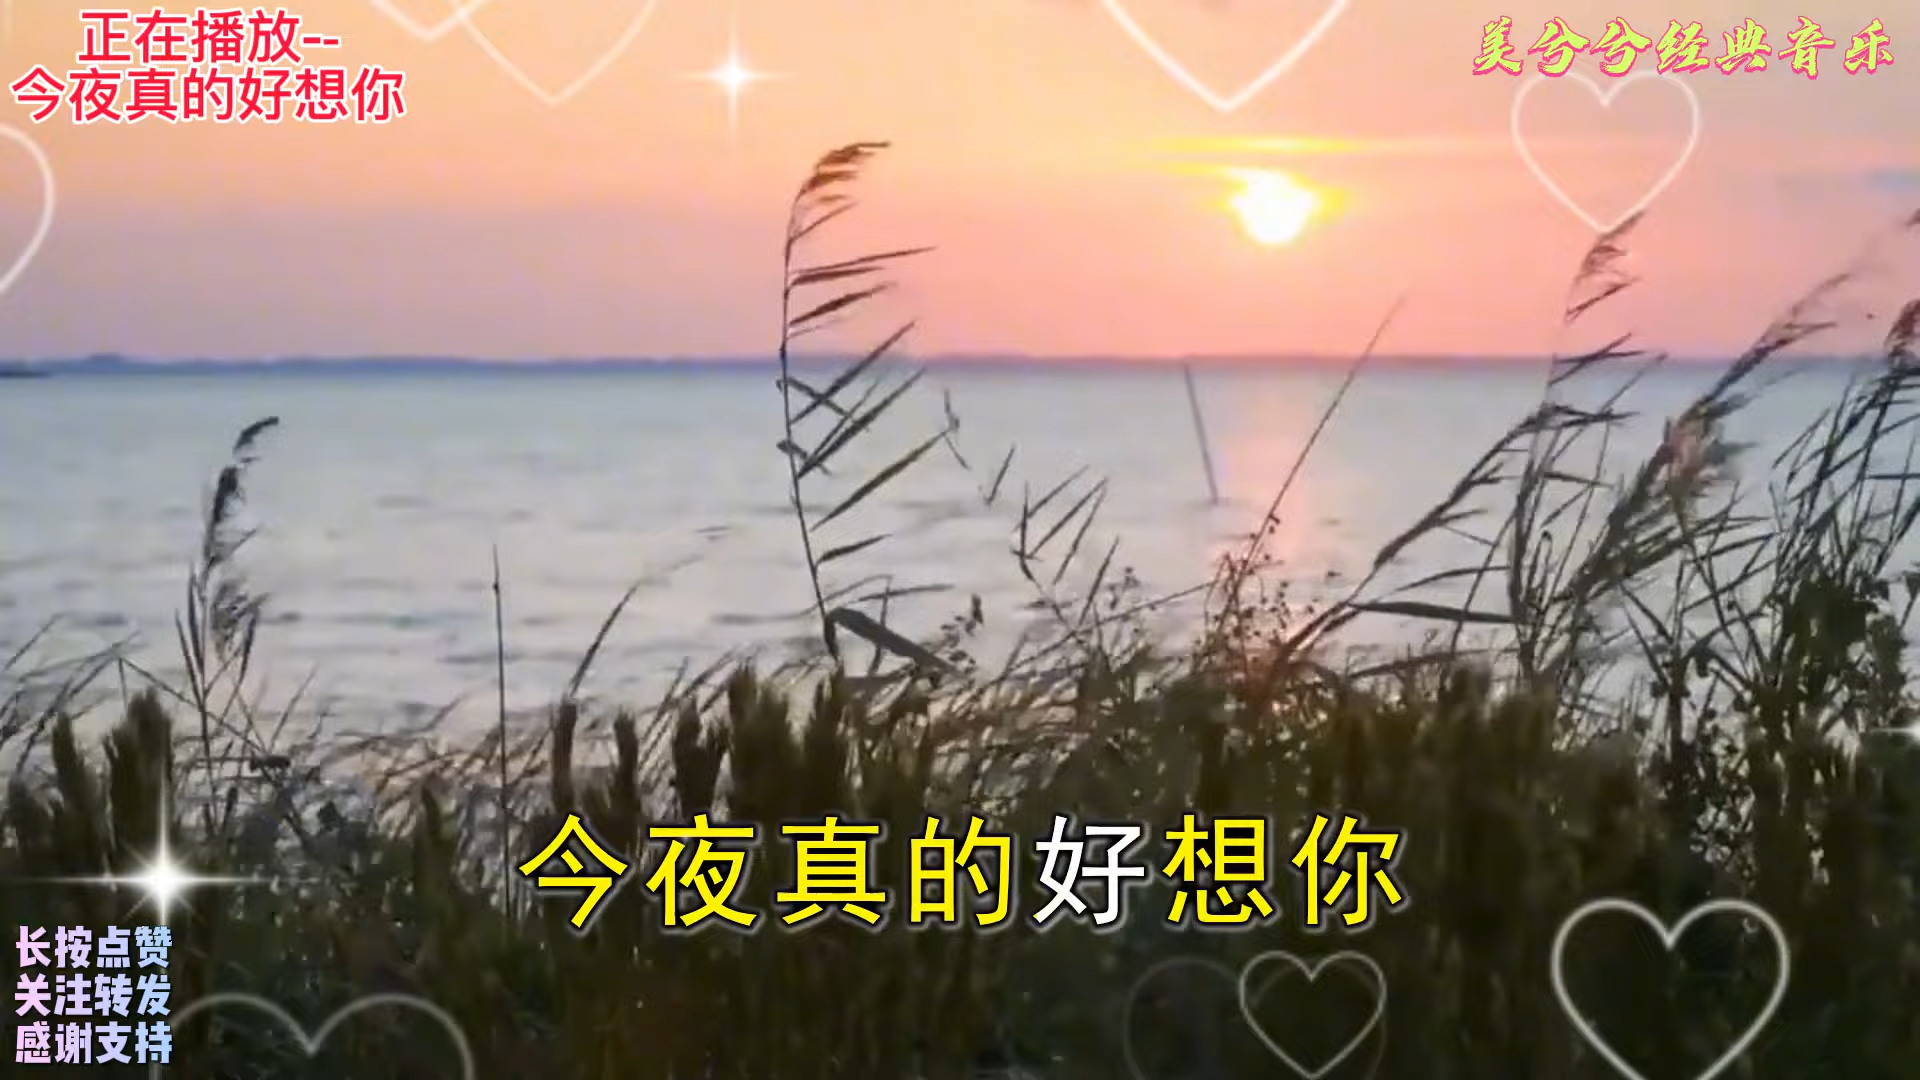 正在播放--
今夜真的好想你
美兮兮经典音乐
今夜真的好想你
长按点赞
关注转发
感谢支持